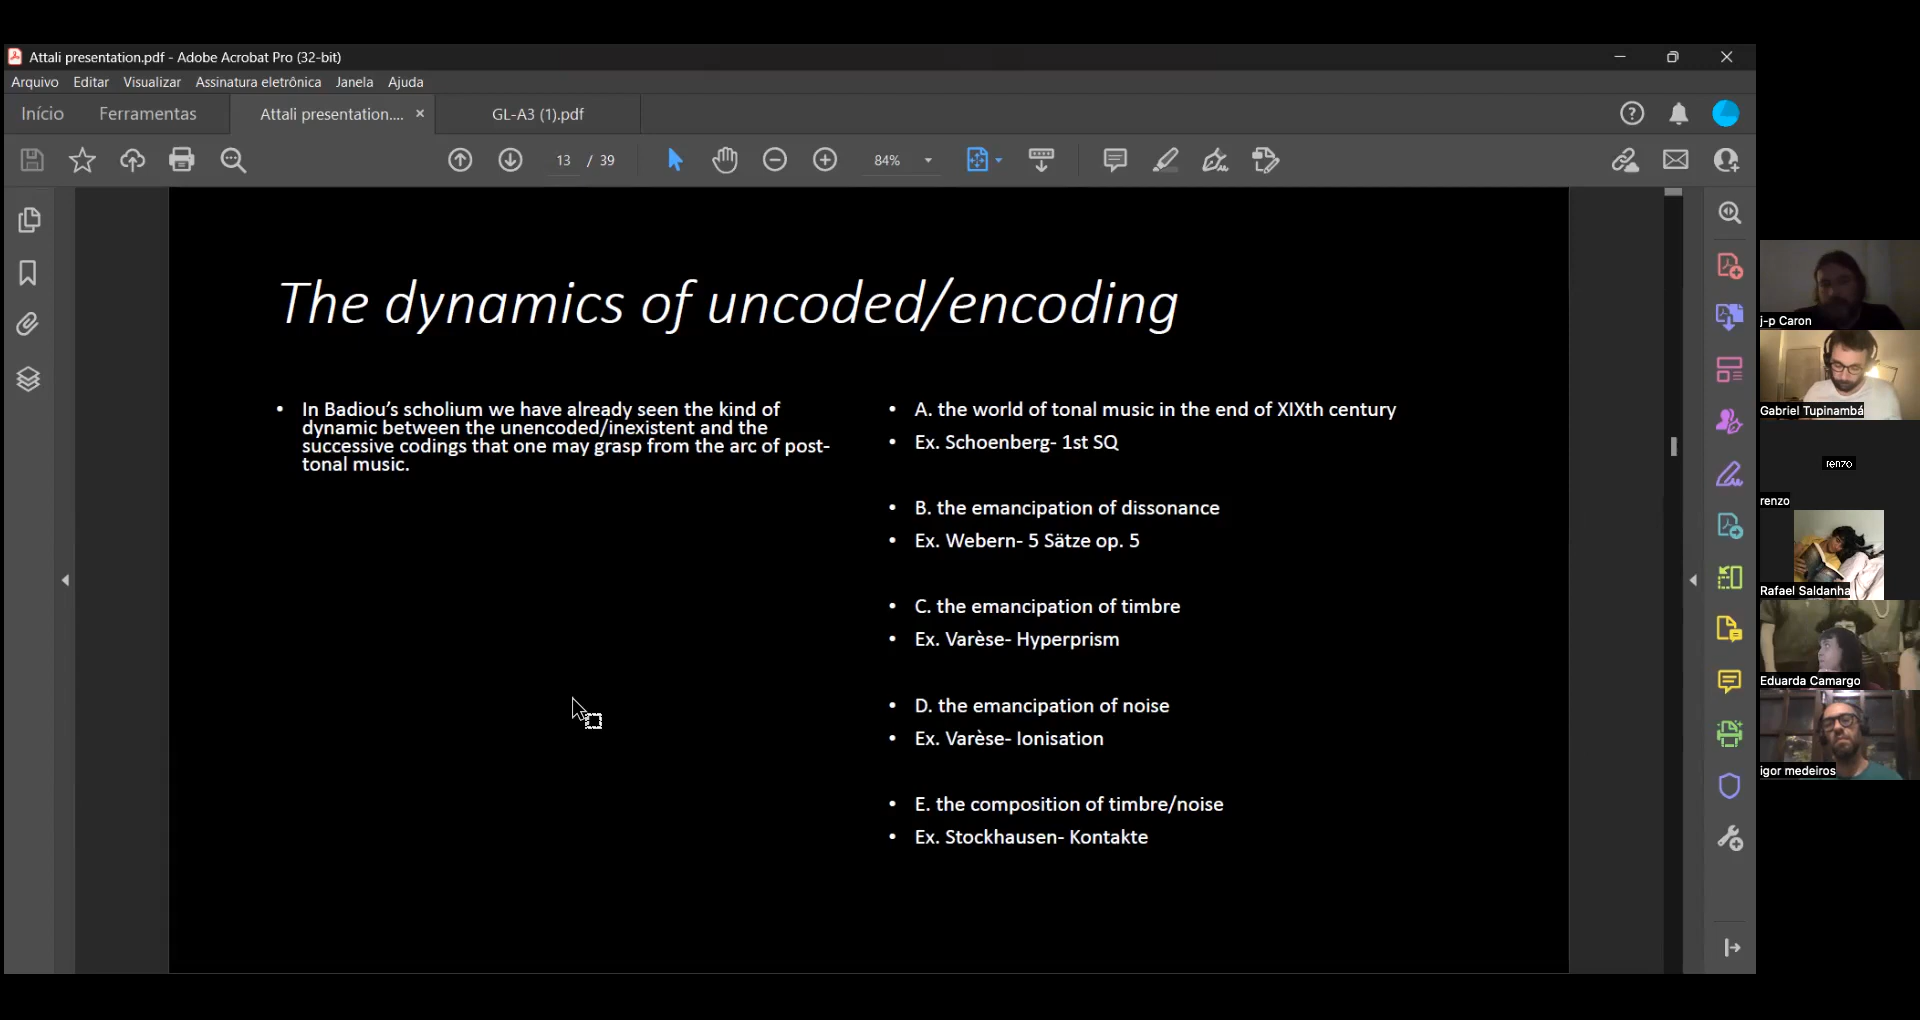 Attali presentation.pdf - Adobe Acrobat Pro (32-bit)
Arquivo Editar Visualizar Assinatura eletrônica Janela Ajuda
Início Ferramentas Attali presentation.... × GL-A3 (1).pdf
13 / 39 84%
The dynamics of uncoded/encoding
• In Badiou's scholium we have already seen the kind of
dynamic between the unencoded/inexistent and the
successive codings that one may grasp from the arc of post-
tonal music.
• A. the world of tonal music in the end of XIXth century
• Ex. Schoenberg- 1st SQ
• B. the emancipation of dissonance
• Ex. Webern- 5 Sätze op. 5
• C. the emancipation of timbre
• Ex. Varèse- Hyperprism
• D. the emancipation of noise
• Ex. Varèse- Ionisation
• E. the composition of timbre/noise
• Ex. Stockhausen- Kontakte
j-p Caron
Gabriel Tupinambá
renzo
renzo
Rafael Saldanha
Eduarda Camargo
igor medeiros